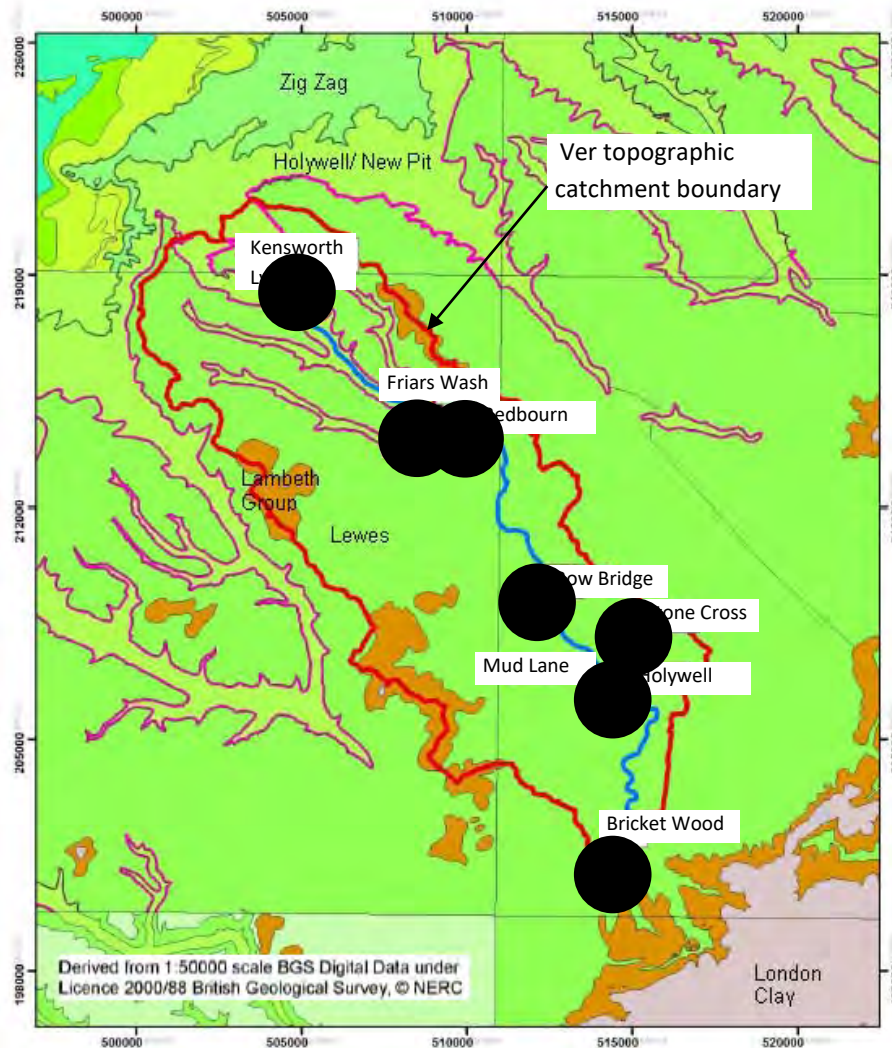 500000 505000 510000 515000 520000
226000
Zig Zag
Ver topographic
catchment boundary
Holywell/ New Pit
Kensworth
219000
Friars Wash
Lambeth
Group
212000
Lewes
Mud Lane
205000
Bricket Wood
Derived from 1:50000 scale BGS Digital Data under
Licence 2000/88 British Geological Survey, © NERC
London
Clay
198000
500000 505000 510000 515000 520000